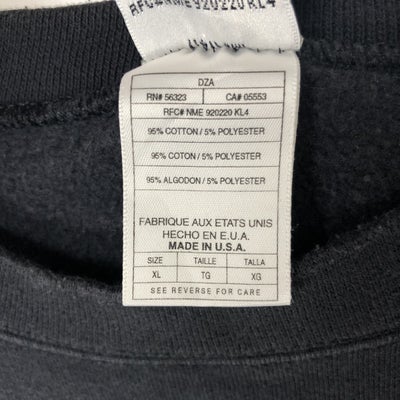 RFC# NME 920220 KL4
DZA
RN# 56323 CA# 05553
RFC# NME 920220 KL4
95% COTTON / 5% POLYESTER
95% COTON / 5% POLYESTER
95% ALGODON / 5% POLYESTER
FABRIQUE AUX ETATS UNIS
HECHO EN E.U.A.
MADE IN U.S.A.
SIZE TAILLE TALLA
XL TG XG
SEE REVERSE FOR CARE